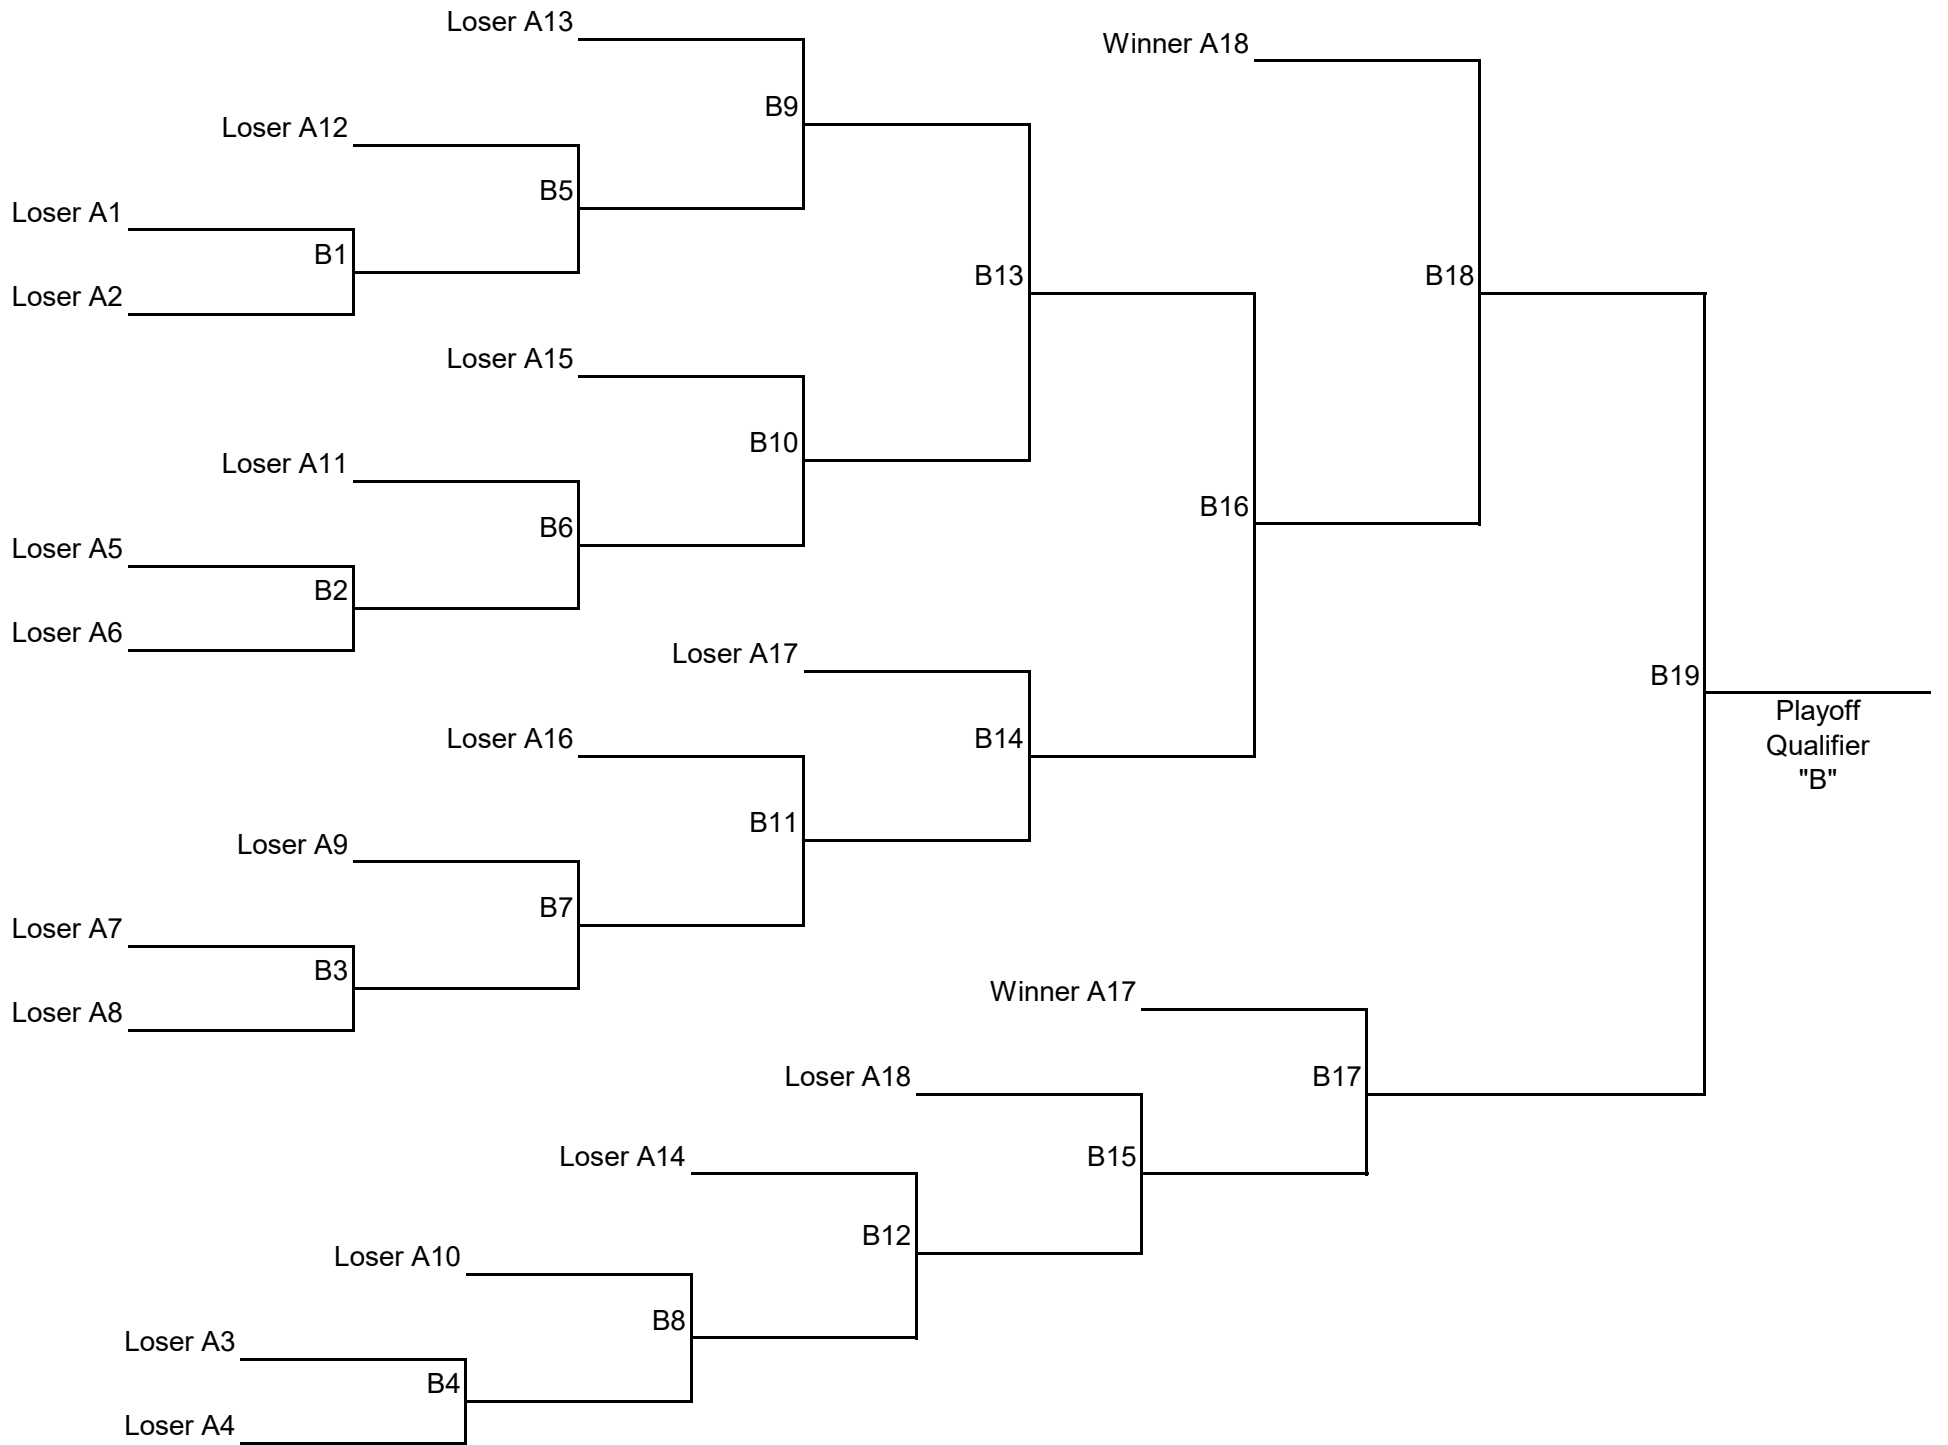 Loser A13
Winner A18
B9
Loser A12
B5
Loser A1
B1
B13
B18
Loser A2
Loser A15
B10
Loser A11
B16
B6
Loser A5
B2
Loser A6
Loser A17
B19
Playoff
Qualifier
"B"
Loser A16
B14
B11
Loser A9
B7
Loser A7
B3
Winner A17
Loser A8
Loser A18
B17
Loser A14
B15
B12
Loser A10
B8
Loser A3
B4
Loser A4